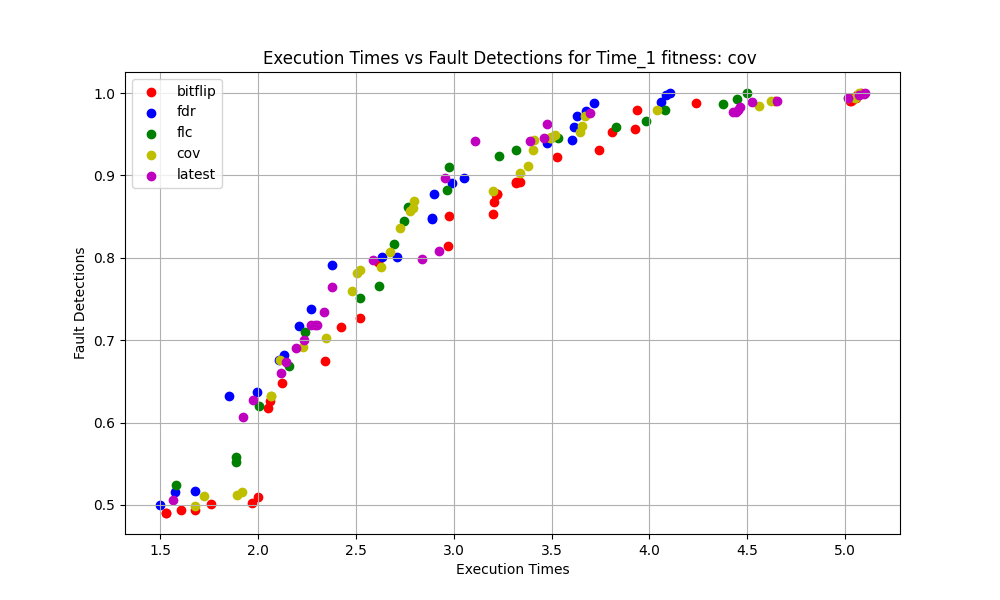 Execution Times vs Fault Detections for Time_1 fitness: cov
bitflip
fdr
flc
cov
latest
Fault Detections
1.0
0.9
0.8
0.7
0.6
0.5
1.5 2.0 2.5 3.0 3.5 4.0 4.5 5.0
Execution Times